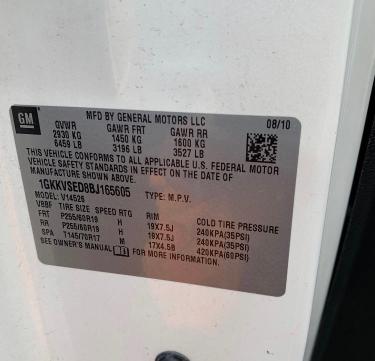 GM
MFD BY GENERAL MOTORS LLC
08/10
GVWR GAWR FRT GAWR RR
2930 KG 1450 KG 1600 KG
6459 LB 3196 LB 3527 LB
THIS VEHICLE CONFORMS TO ALL APPLICABLE U.S. FEDERAL MOTOR
VEHICLE SAFETY STANDARDS IN EFFECT ON THE DATE OF
MANUFACTURE SHOWN ABOVE.
1GKKVSED8BJ165605 TYPE: M.P.V.
MODEL: V14526
VBBF TIRE SIZE SPEED RTG RIM COLD TIRE PRESSURE
FRT P255/60R19 H 19X7.5J 240KPA(35PSI)
RR P255/60R19 H 19X7.5J 240KPA(35PSI)
SPA T145/70R17 M 17X4.5B 420KPA(60PSI)
SEE OWNER'S MANUAL